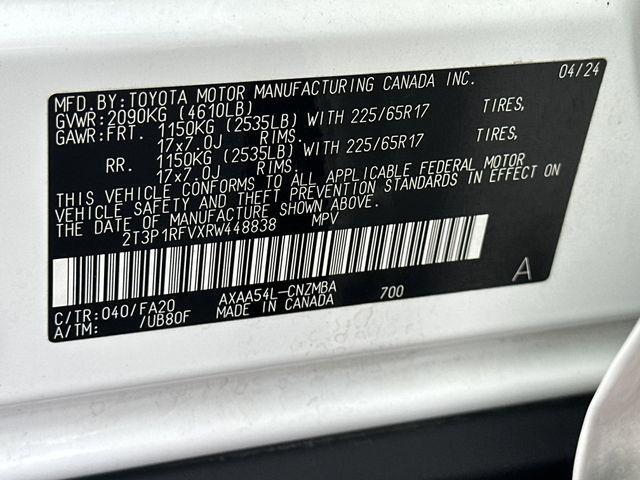 04/24
MFD.BY:TOYOTA MOTOR MANUFACTURING CANADA INC.
GVWR:2090KG (4610LB)
GAWR:FRT. 1150KG (2535LB) WITH 225/65R17 TIRES,
17x7.0J RIMS.
RR. 1150KG (2535LB) WITH 225/65R17 TIRES,
17x7.0J RIMS.
THIS VEHICLE CONFORMS TO ALL APPLICABLE FEDERAL MOTOR
VEHICLE SAFETY AND THEFT PREVENTION STANDARDS IN EFFECT ON
THE DATE OF MANUFACTURE SHOWN ABOVE.
2T3P1RFVXRW448838 MPV
A
C/TR:040/FA20 AXAA54L-CNZMBA 700
A/TM: /UB80F MADE IN CANADA